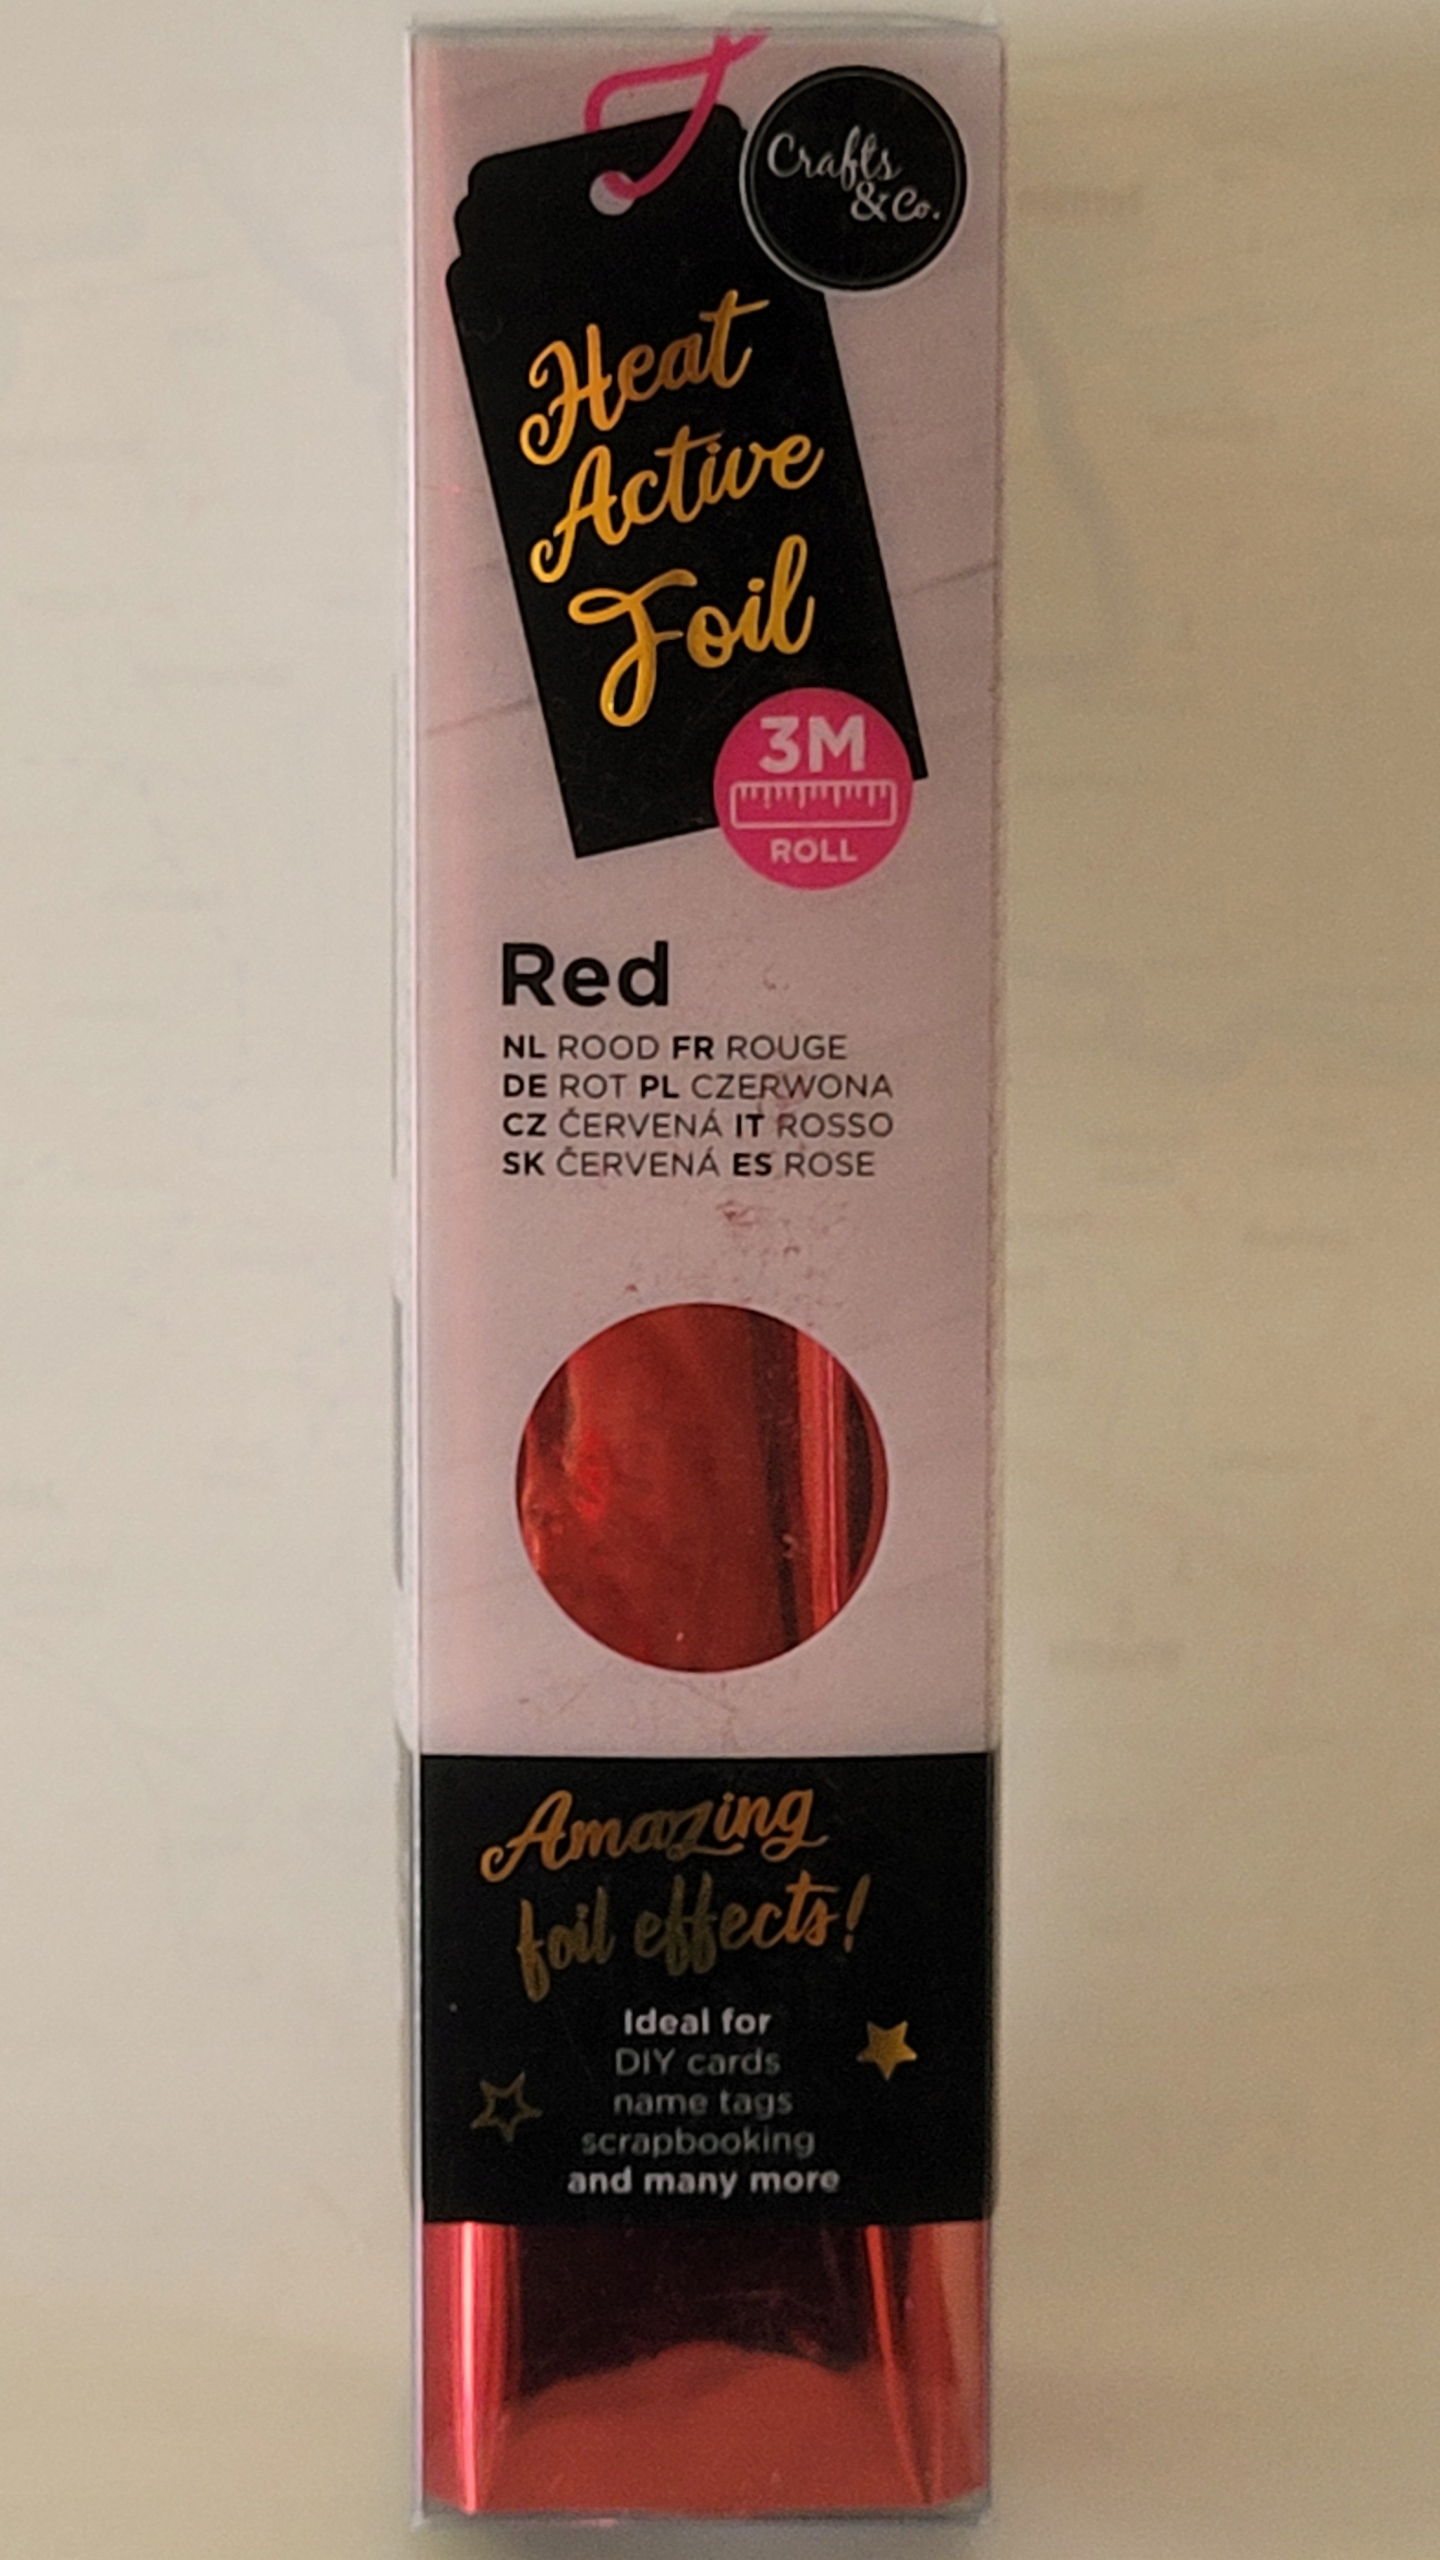 Crafts
& Co.
Heat
Active
Foil
3M
ROLL
Red
NL ROOD FR ROUGE
DE ROT PL CZERWONA
CZ ČERVENÁ IT ROSSO
SK ČERVENÁ ES ROSE
Amazing
foil effects!
Ideal for
DIY cards
name tags
scrapbooking
and many more